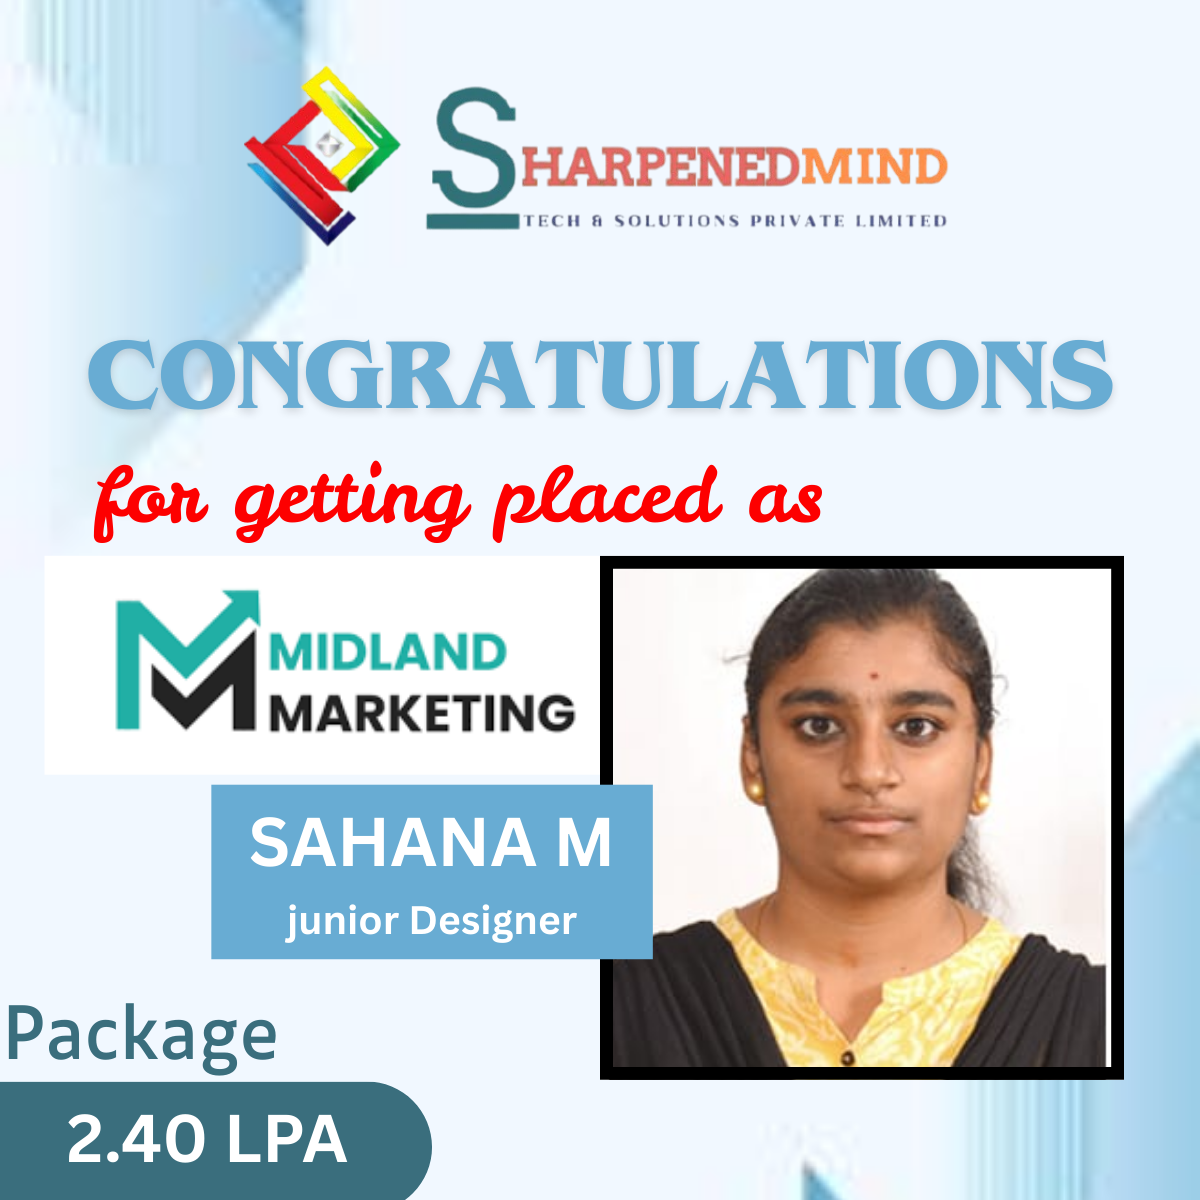 SHARPENEDMIND
TECH & SOLUTIONS PRIVATE LIMITED
CONGRATULATIONS
for getting placed as
MIDLAND
MARKETING
SAHANA M
junior Designer
Package
2.40 LPA